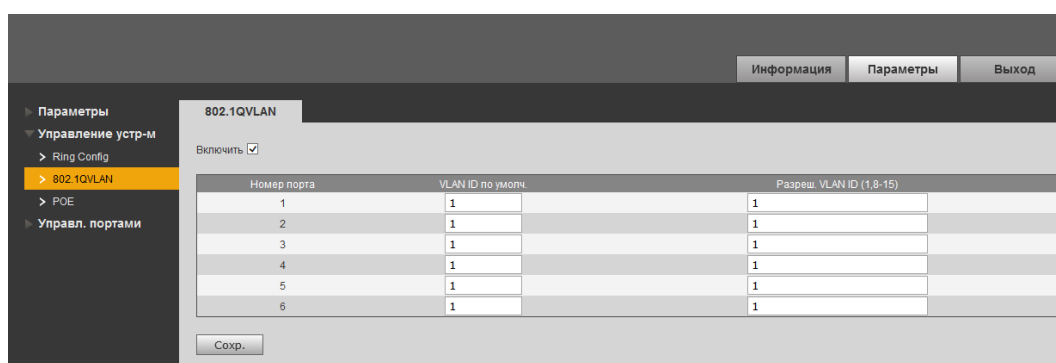 Информация Параметры Выход
Параметры
Управление устр-м
Ring Config
802.1QVLAN
POE
Управл. портами
802.1QVLAN
Включить
Номер порта VLAN ID по умолч. Разреш. VLAN ID (1,8-15)
1 1 1
2 1 1
3 1 1
4 1 1
5 1 1
6 1 1
Сохр.